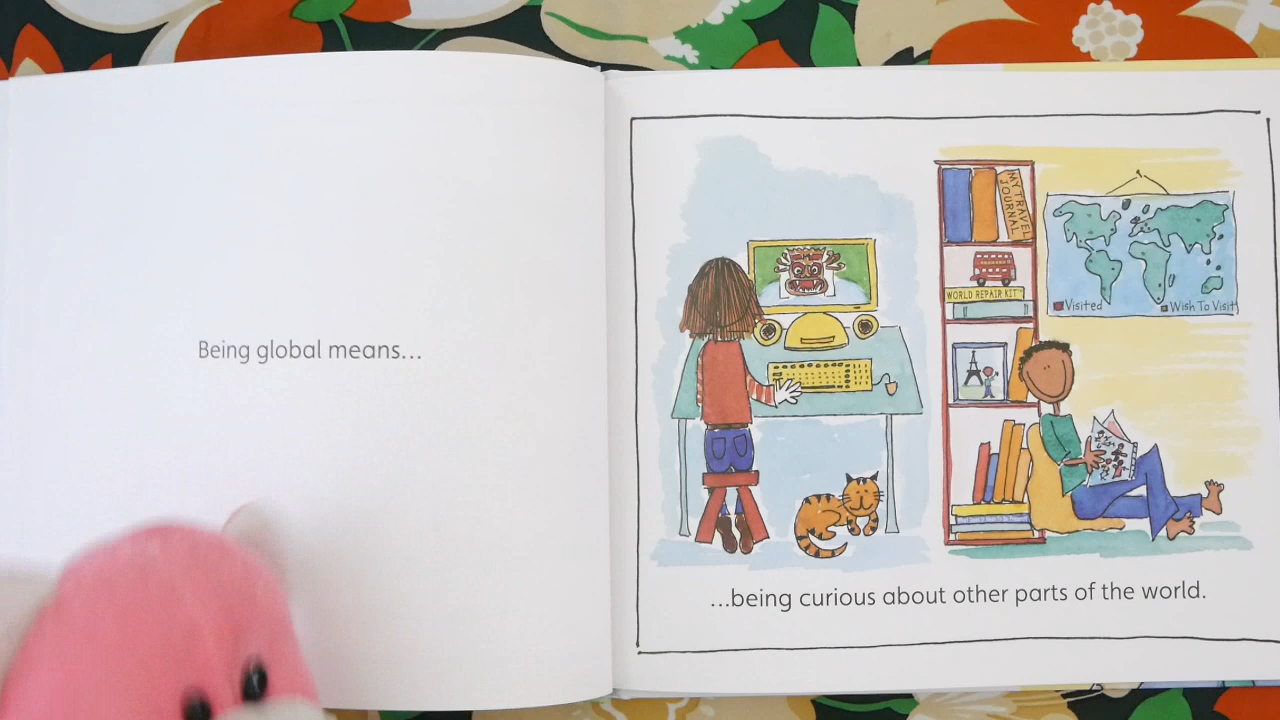 Being global means…
MY TRAVEL
JOURNAL
WORLD REPAIR KIT
Visited
Wish To Visit
…being curious about other parts of the world.